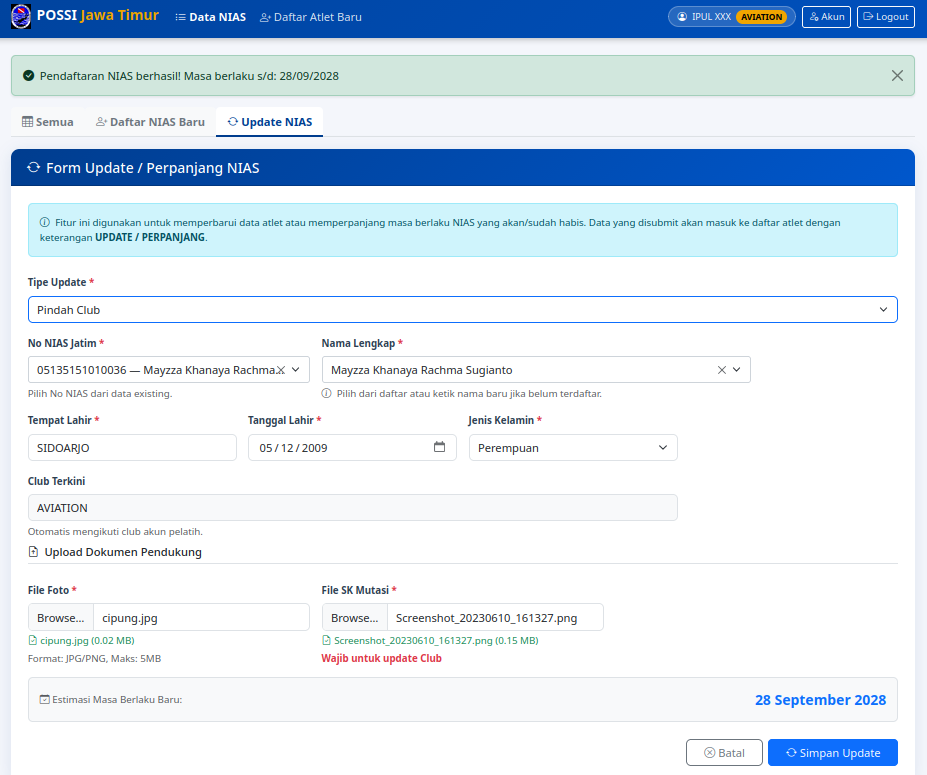 POSSI Jawa Timur
Data NIAS
Daftar Atlet Baru
IPUL XXX AVIATION
Akun
Logout
Pendaftaran NIAS berhasil! Masa berlaku s/d: 28/09/2028
Semua
Daftar NIAS Baru
Update NIAS
Form Update / Perpanjang NIAS
Fitur ini digunakan untuk memperbarui data atlet atau memperpanjang masa berlaku NIAS yang akan/sudah habis. Data yang disubmit akan masuk ke daftar atlet dengan
keterangan UPDATE / PERPANJANG.
Tipe Update *
Pindah Club
No NIAS Jatim * Nama Lengkap *
05135151010036 — Mayzza Khanaya Rachma... Mayzza Khanaya Rachma Sugianto
Pilih No NIAS dari data existing. Pilih dari daftar atau ketik nama baru jika belum terdaftar.
Tempat Lahir * Tanggal Lahir * Jenis Kelamin *
SIDOARJO 05 / 12 / 2009 Perempuan
Club Terkini
AVIATION
Otomatis mengikuti club akun pelatih.
Upload Dokumen Pendukung
File Foto * File SK Mutasi *
Browse... cipung.jpg Browse... Screenshot_20230610_161327.png
cipung.jpg (0.02 MB) Screenshot_20230610_161327.png (0.15 MB)
Format: JPG/PNG, Maks: 5MB Wajib untuk update Club
Estimasi Masa Berlaku Baru: 28 September 2028
Batal Simpan Update